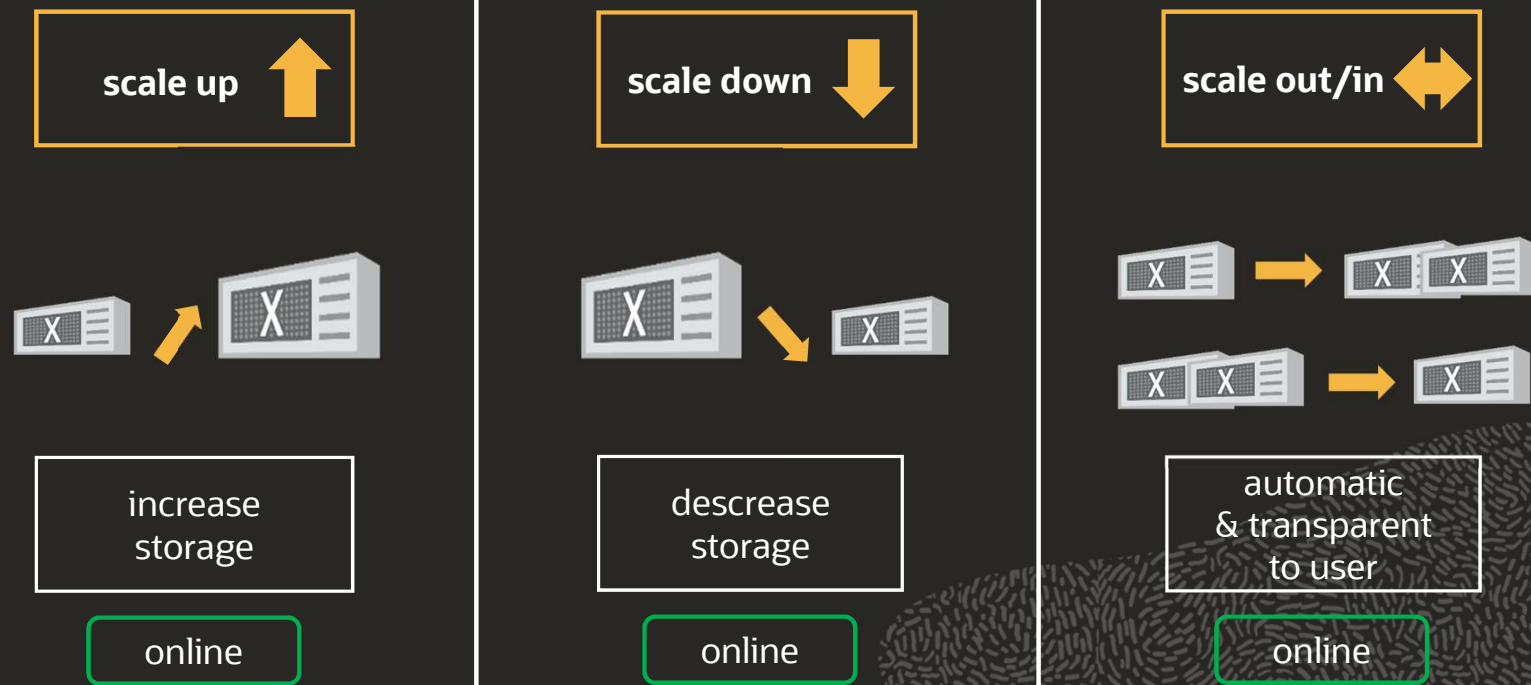 scale up
scale down
scale out/in
X
X
X
X
X
X
X
X
X
X
increase
storage
descrease
storage
automatic
& transparent
to user
online
online
online